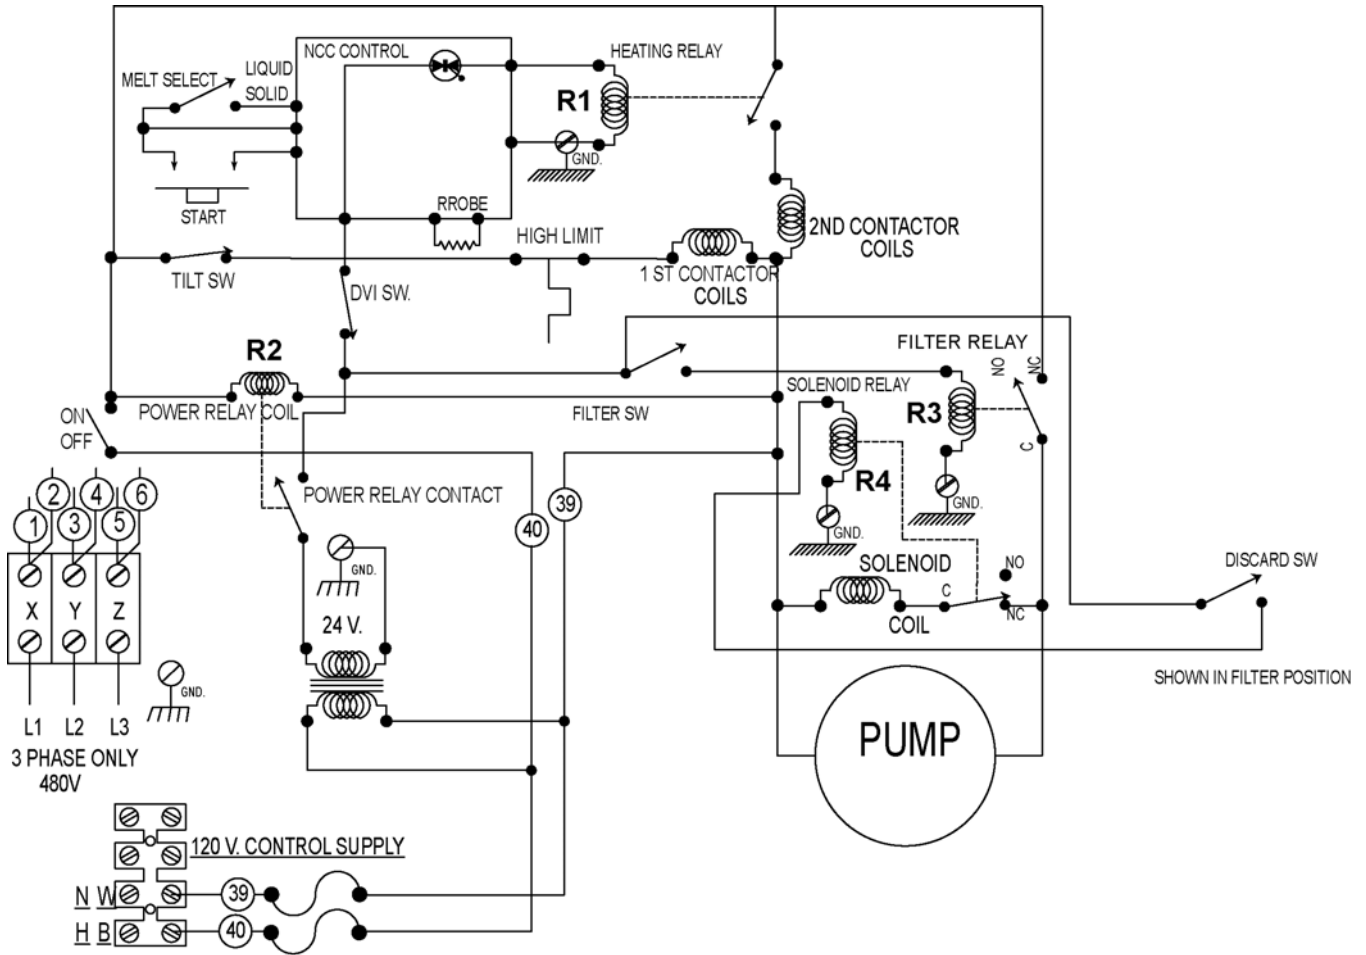 NCC CONTROL
HEATING RELAY
MELT SELECT
LIQUID
SOLID
R1
GND.
START
RROBE
HIGH LIMIT
2ND CONTACTOR
COILS
TILT SW
1 ST CONTACTOR
COILS
DVI SW.
R2
FILTER RELAY
NO
NC
C
SOLENOID RELAY
R3
ON
OFF
POWER RELAY COIL
FILTER SW
R4
GND.
GND.
POWER RELAY CONTACT
39
40
2
4
6
1
3
5
GND.
SOLENOID
COIL
C
NO
NC
DISCARD SW
X
Y
Z
24 V.
SHOWN IN FILTER POSITION
GND.
L1
L2
L3
3 PHASE ONLY
480V
PUMP
120 V. CONTROL SUPPLY
N W
39
H B
40